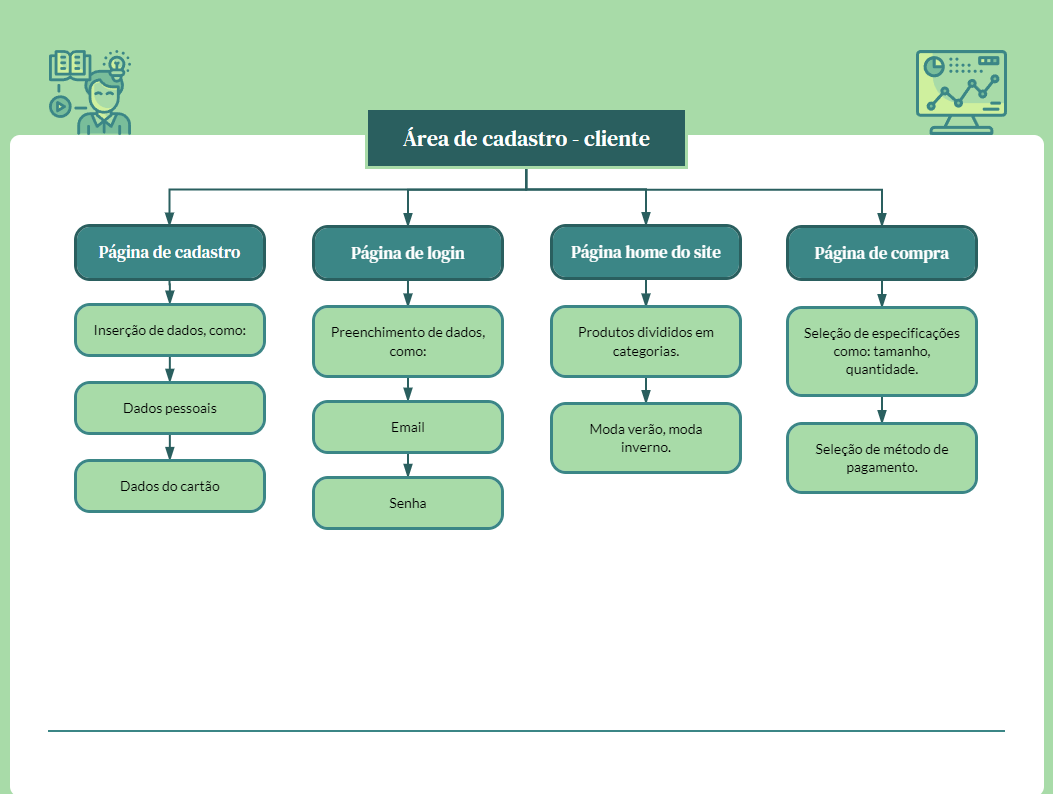 Área de cadastro - cliente
Página de cadastro
Inserção de dados, como:
Dados pessoais
Dados do cartão
Página de login
Preenchimento de dados,
como:
Email
Senha
Página home do site
Produtos divididos em
categorias.
Moda verão, moda
inverno.
Página de compra
Seleção de especificações
como: tamanho,
quantidade.
Seleção de método de
pagamento.